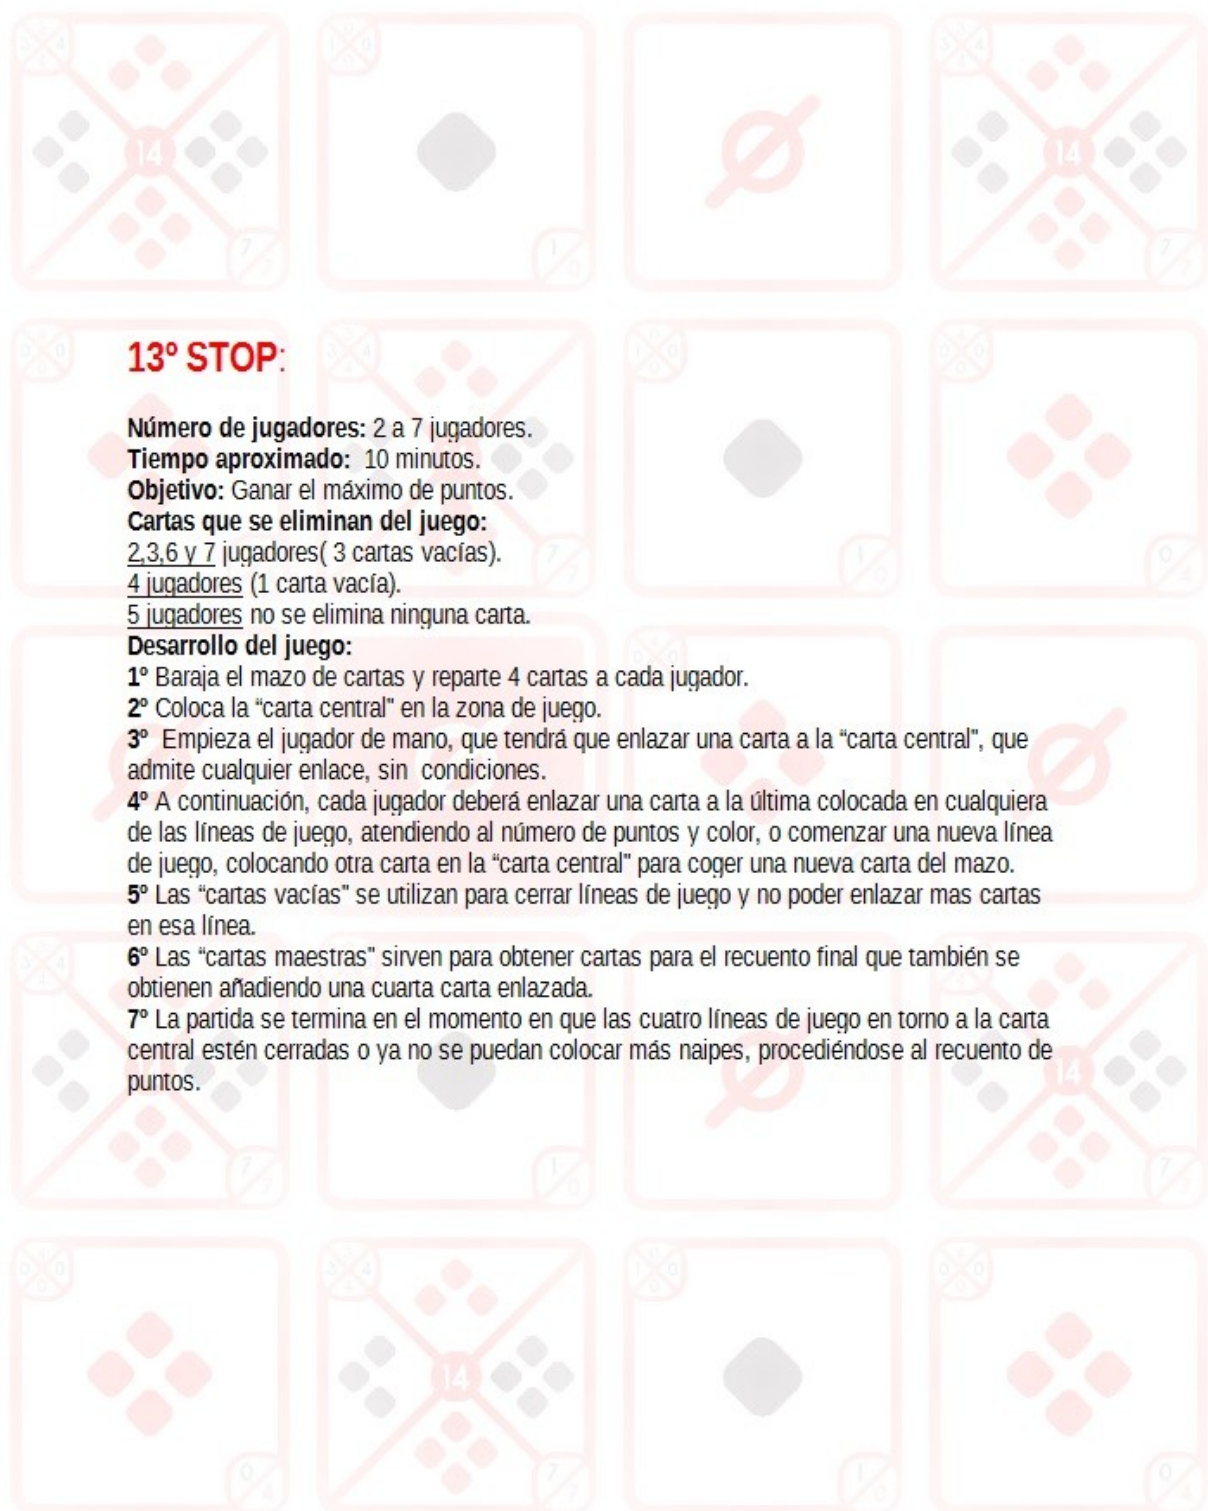 13º STOP:
Número de jugadores: 2 a 7 jugadores.
Tiempo aproximado: 10 minutos.
Objetivo: Ganar el máximo de puntos.
Cartas que se eliminan del juego:
2,3,6 y 7 jugadores( 3 cartas vacías).
4 jugadores (1 carta vacía).
5 jugadores no se elimina ninguna carta.
Desarrollo del juego:
1º Baraja el mazo de cartas y reparte 4 cartas a cada jugador.
2º Coloca la “carta central” en la zona de juego.
3º Empieza el jugador de mano, que tendrá que enlazar una carta a la “carta central”, que
admite cualquier enlace, sin condiciones.
4º A continuación, cada jugador deberá enlazar una carta a la última colocada en cualquiera
de las líneas de juego, atendiendo al número de puntos y color, o comenzar una nueva línea
de juego, colocando otra carta en la “carta central” para coger una nueva carta del mazo.
5º Las “cartas vacías” se utilizan para cerrar líneas de juego y no poder enlazar mas cartas
en esa línea.
6º Las “cartas maestras” sirven para obtener cartas para el recuento final que también se
obtienen añadiendo una cuarta carta enlazada.
7º La partida se termina en el momento en que las cuatro líneas de juego en torno a la carta
central estén cerradas o ya no se puedan colocar más naipes, procediéndose al recuento de
puntos.